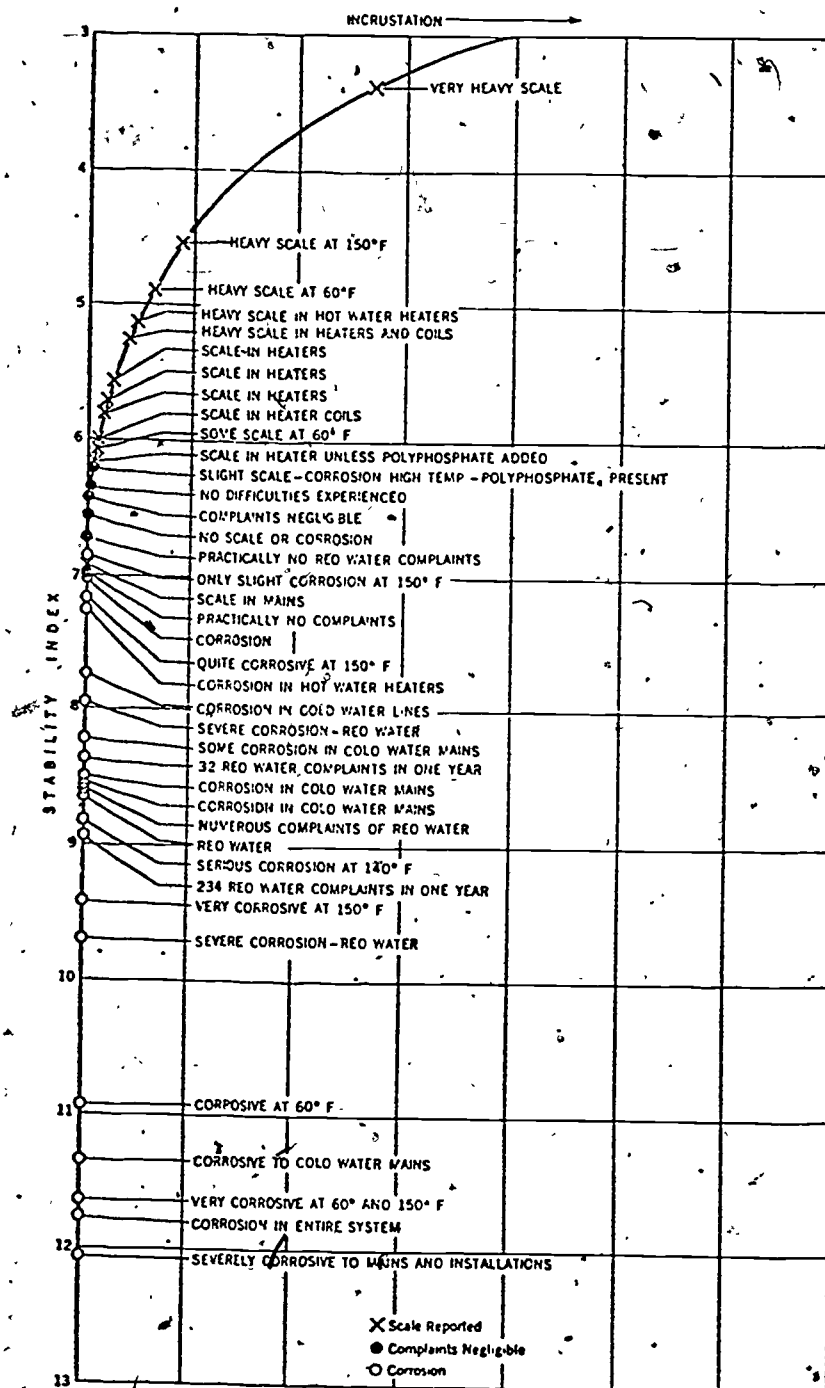 INCRUSTATION
3
VERY HEAVY SCALE
4
HEAVY SCALE AT 150°F
HEAVY SCALE AT 60°F
5
HEAVY SCALE IN HOT WATER HEATERS
HEAVY SCALE IN HEATERS AND COILS
SCALE-IN HEATERS
SCALE IN HEATERS
SCALE IN HEATERS
SCALE IN HEATER COILS
6
SOVE SCALE AT 60° F
SCALE IN HEATER UNLESS POLYPHOSPHATE ADDED
SLIGHT SCALE-CORROSION HIGH TEMP - POLYPHOSPHATE PRESENT
NO DIFFICULTIES EXPERIENCED
COMPLAINTS NEGLIGIBLE
NO SCALE OR CORROSION
PRACTICALLY NO REO WATER COMPLAINTS
7
ONLY SLIGHT CORROSION AT 150° F
SCALE IN MAINS
PRACTICALLY NO COMPLAINTS
CORROSION
QUITE CORROSIVE AT 150° F
CORROSION IN HOT WATER HEATERS
STABILITY INDEX
8
CORROSION IN COLD WATER LINES
SEVERE CORROSION-REO WATER
SOME CORROSION IN COLD WATER MAINS
32 REO WATER COMPLAINTS IN ONE YEAR
CORROSION IN COLD WATER MAINS
CORROSION IN COLD WATER MAINS
NUVEROUS COMPLAINTS OF REO WATER
9
REO WATER
SERIOUS CORROSION AT 140° F
234 REO WATER COMPLAINTS IN ONE YEAR
VERY CORROSIVE AT 150° F
SEVERE CORROSION-REO WATER
10
CORPOSIVE AT 60° F
11
CORROSIVE TO COLO WATER MAINS
VERY CORROSIVE AT 60° AND 150° F
CORROSION IN ENTIRE SYSTEM
12
SEVERELY CORROSIVE TO MAINS AND INSTALLATIONS
X Scale Reported
● Complaints Negligible
O Corrosion
13